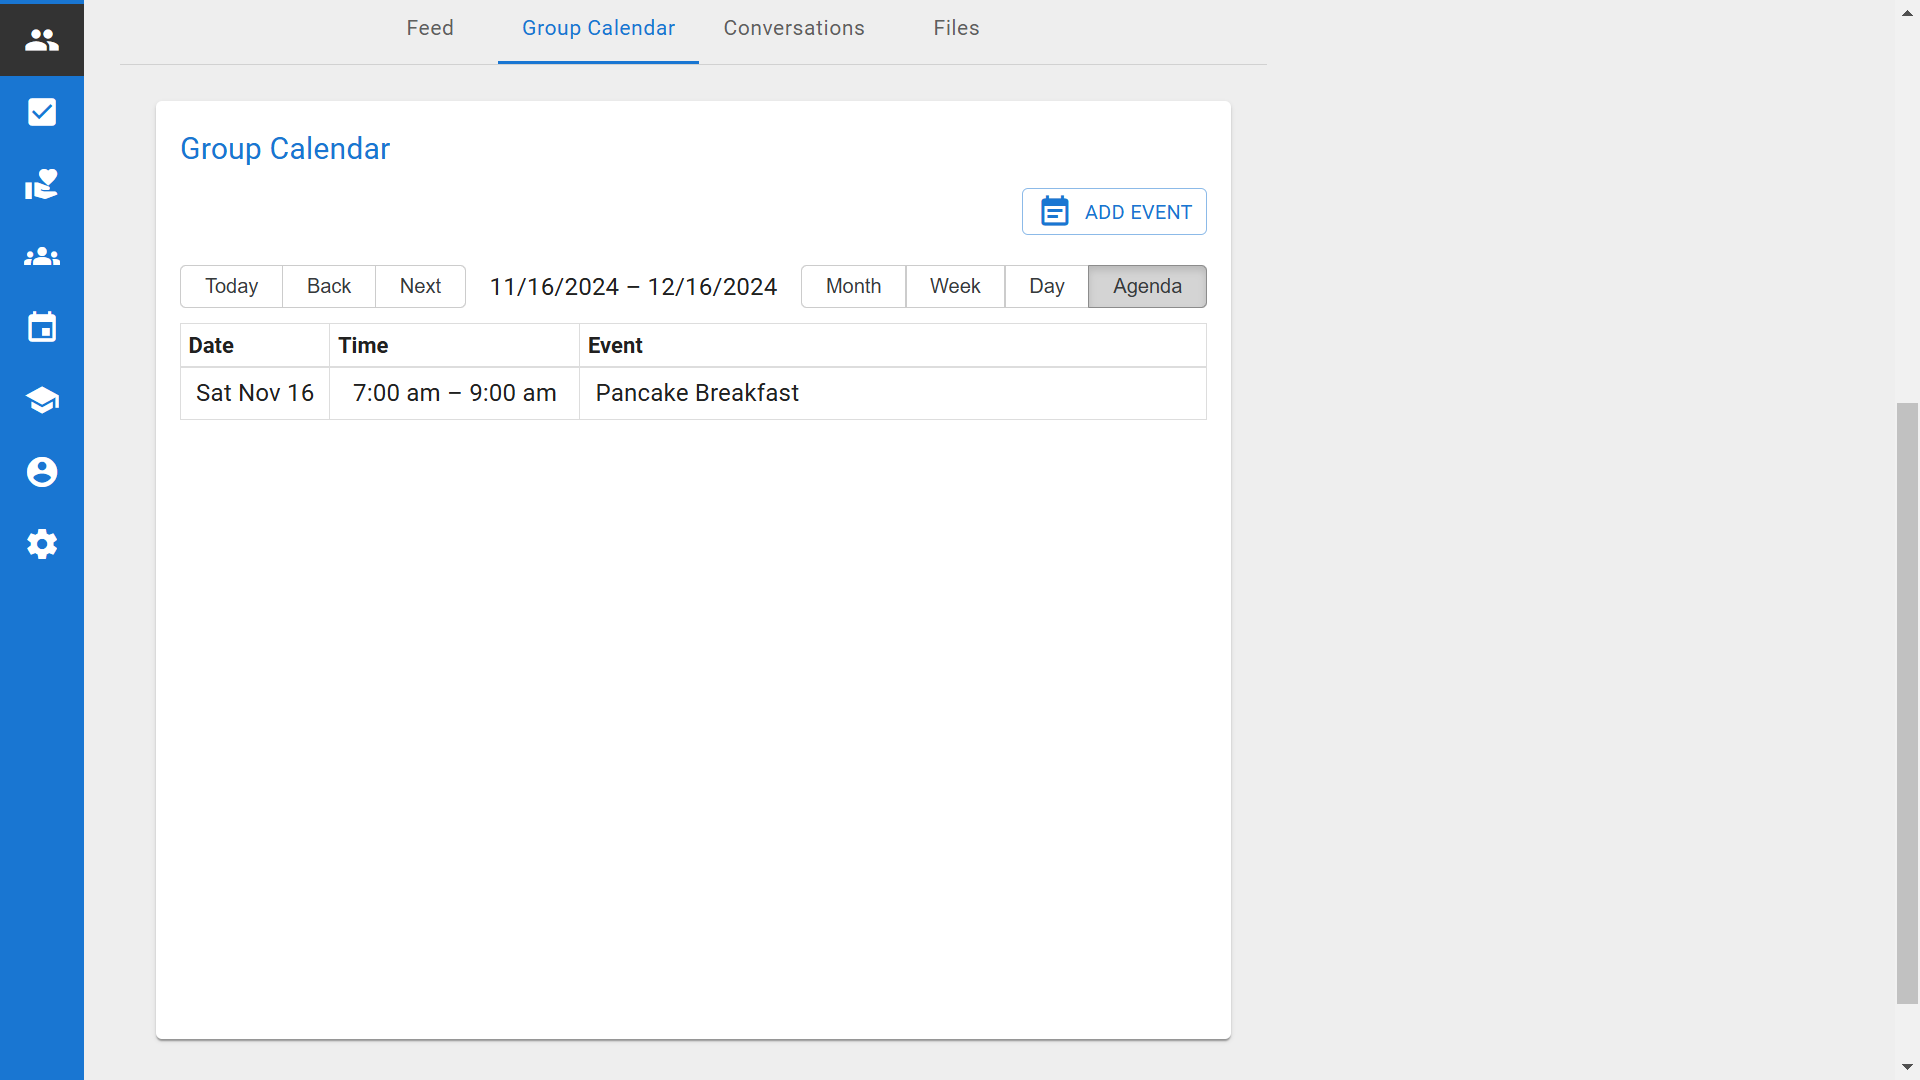 Feed Group Calendar Conversations Files
Group Calendar
ADD EVENT
Today Back Next 11/16/2024 – 12/16/2024 Month Week Day Agenda
Date Time Event
Sat Nov 16 7:00 am – 9:00 am Pancake Breakfast